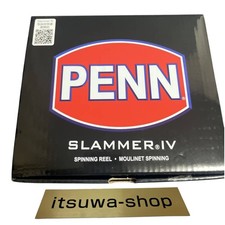 PENN
SLAMMER®IV
SPINNING REEL • MOULINET SPINNING
itsuwa-shop